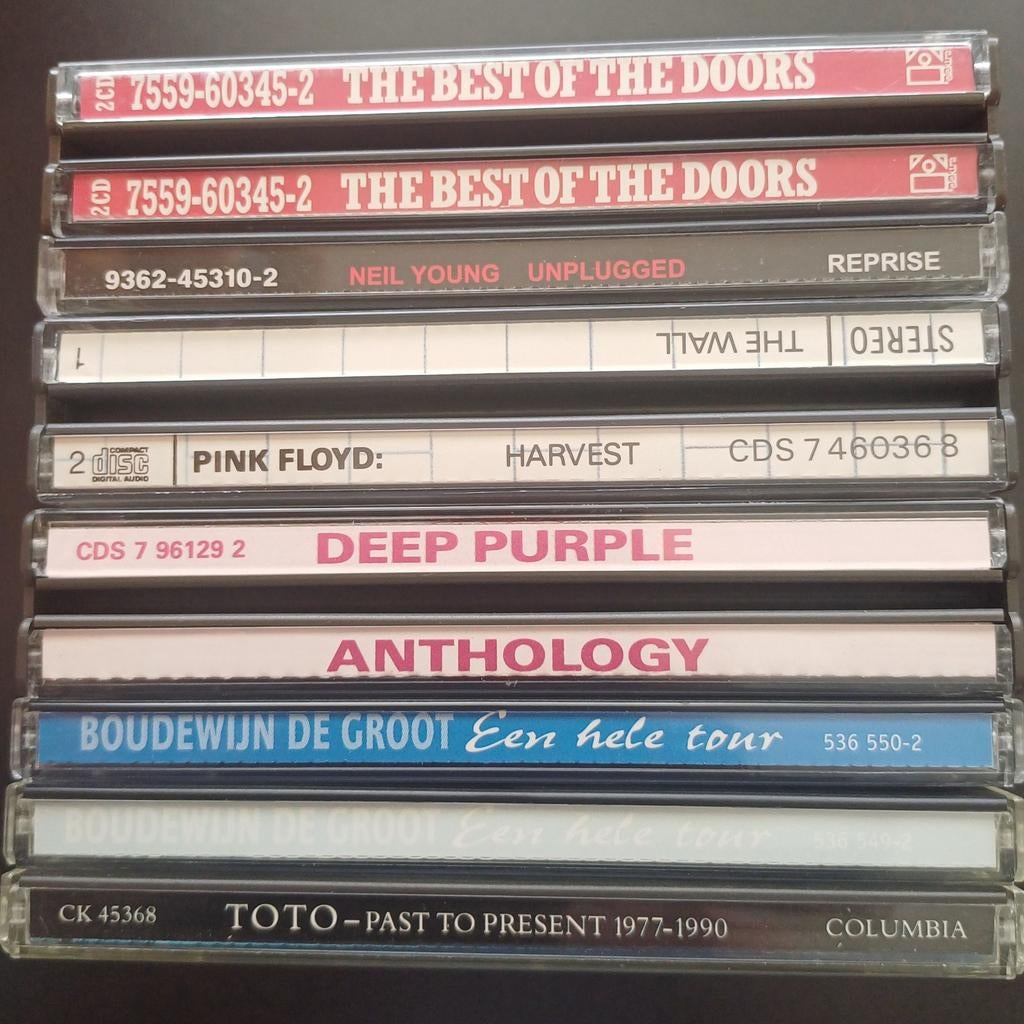 2CD 7559-60345-2 THE BEST OF THE DOORS
2CD 7559-60345-2 THE BEST OF THE DOORS
9362-45310-2 NEIL YOUNG UNPLUGGED REPRISE
STEREO | THE WALL 1
2 COMPACT disc DIGITAL AUDIO | PINK FLOYD: HARVEST CDS 7 46036 8
CDS 7 96129 2 DEEP PURPLE
ANTHOLOGY
BOUDEWIJN DE GROOT Een hele tour 536 550-2
BOUDEWIJN DE GROOT Een hele tour 536 549-2
CK 45368 TOTO – PAST TO PRESENT 1977-1990 COLUMBIA